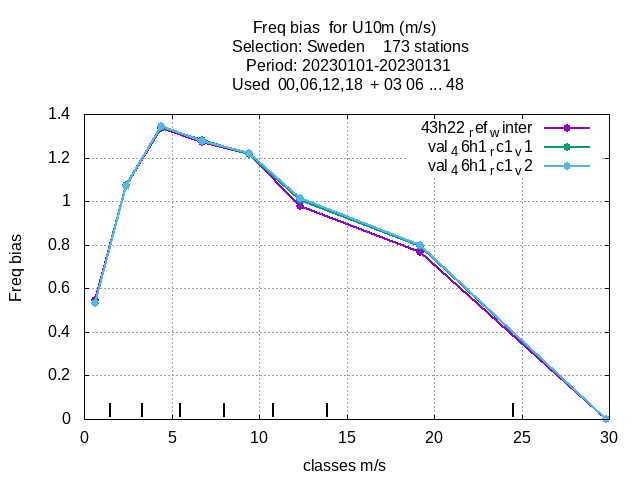 Freq bias  for U10m (m/s)
Selection: Sweden    173 stations
Period: 20230101-20230131
Used  00,06,12,18  + 03 06 ... 48
43h22ref_winter
val_46h1_rc1_v1
val_46h1_rc1_v2
1.4
1.2
1
0.8
0.6
0.4
0.2
0
Freq bias
0 5 10 15 20 25 30
classes m/s